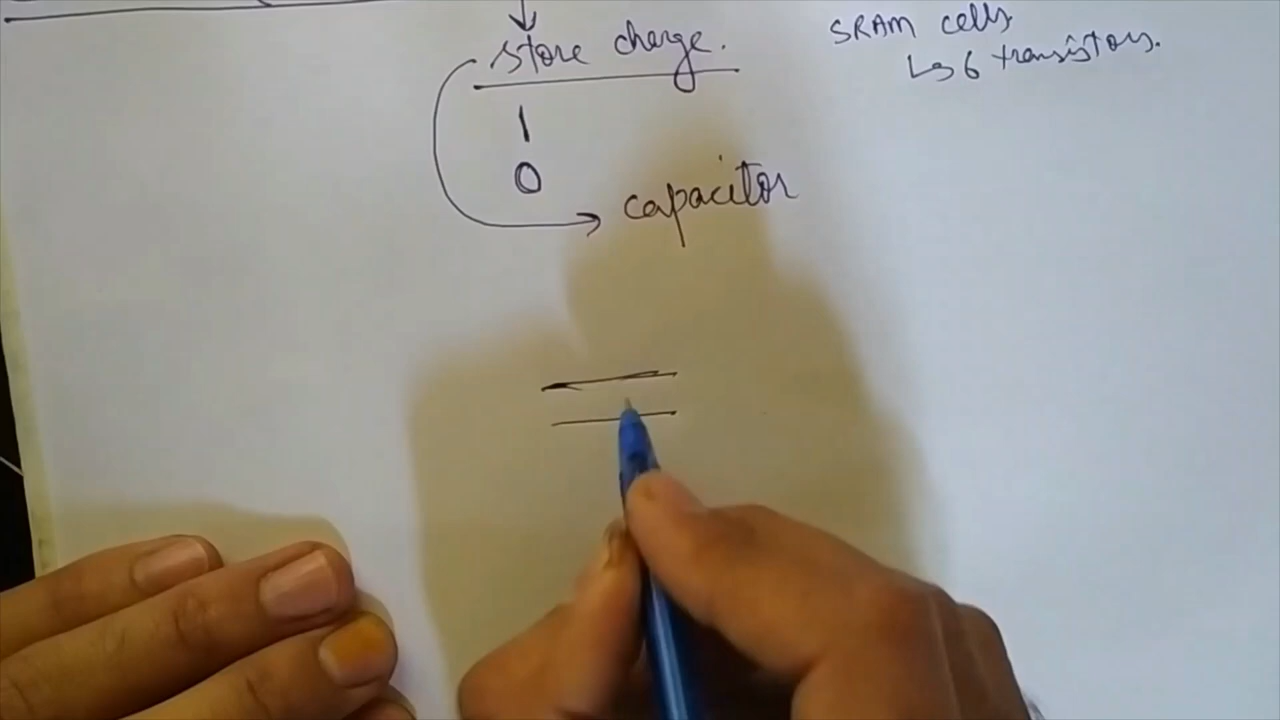 store charge.
1
0
capacitor
SRAM cells
↳ 6 transistors.